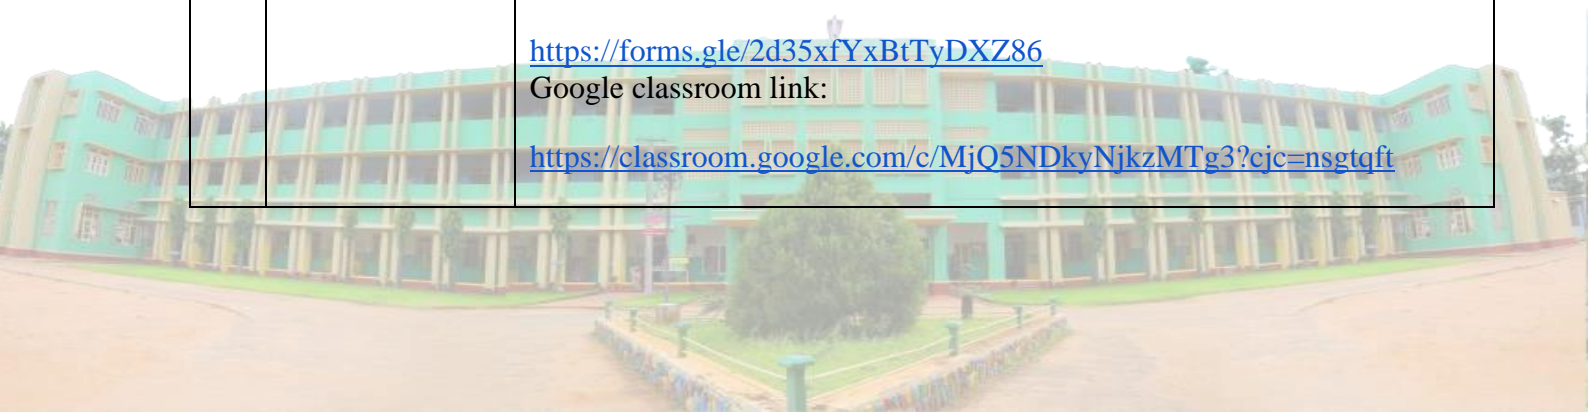 https://forms.gle/2d35xfYxBtTyDXZ86
Google classroom link:
https://classroom.google.com/c/MjQ5NDkyNjkzMTg3?cjc=nsgtqft